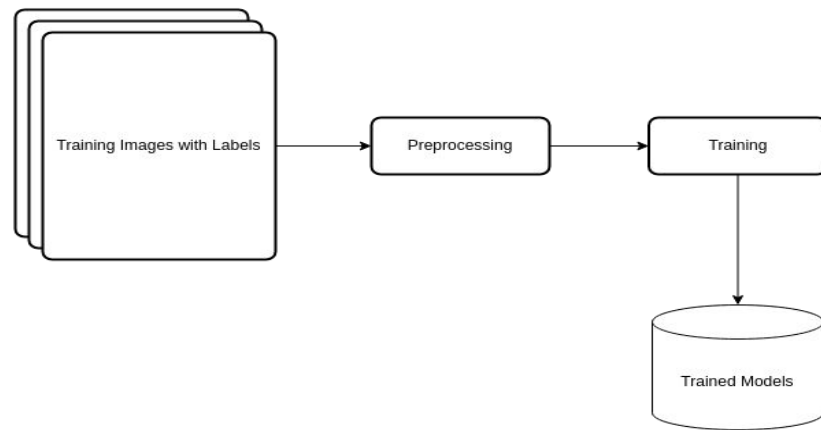 Training Images with Labels
Preprocessing
Training
Trained Models